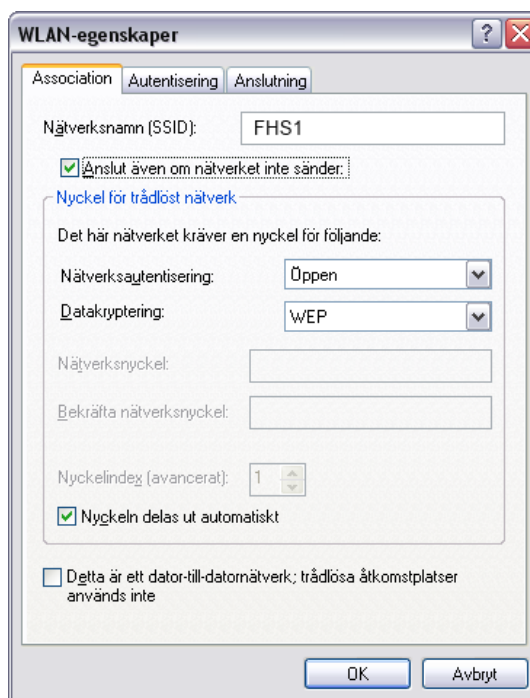 WLAN-egenskaper
Association Autentisering Anslutning
Nätverksnamn (SSID): FHS1
Anslut även om nätverket inte sänder:
Nyckel för trådlöst nätverk
Det här nätverket kräver en nyckel för följande:
Nätverksautentisering: Öppen
Datakryptering: WEP
Nätverksnyckel:
Bekräfta nätverksnyckel:
Nyckelindex (avancerat): 1
Nyckeln delas ut automatiskt
Detta är ett dator-till-datornätverk; trådlösa åtkomstplatser
används inte
OK Avbryt